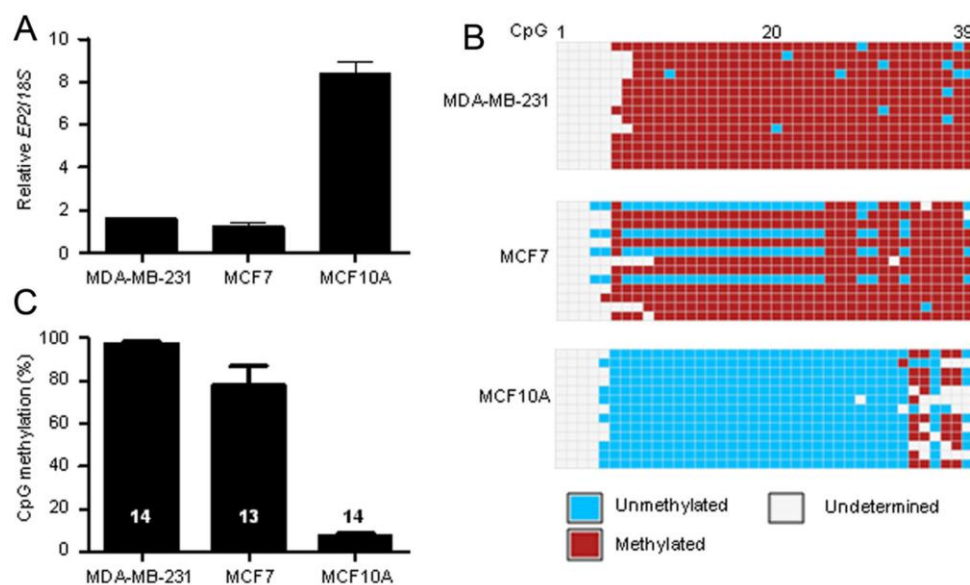 A
Relative EP2/18S
10
8
6
4
2
0
MDA-MB-231 MCF7 MCF10A
B
CpG 1 20 39
MDA-MB-231
MCF7
MCF10A
Unmethylated
Undetermined
Methylated
C
CpG methylation (%)
100
80
60
40
20
0
14 13 14
MDA-MB-231 MCF7 MCF10A